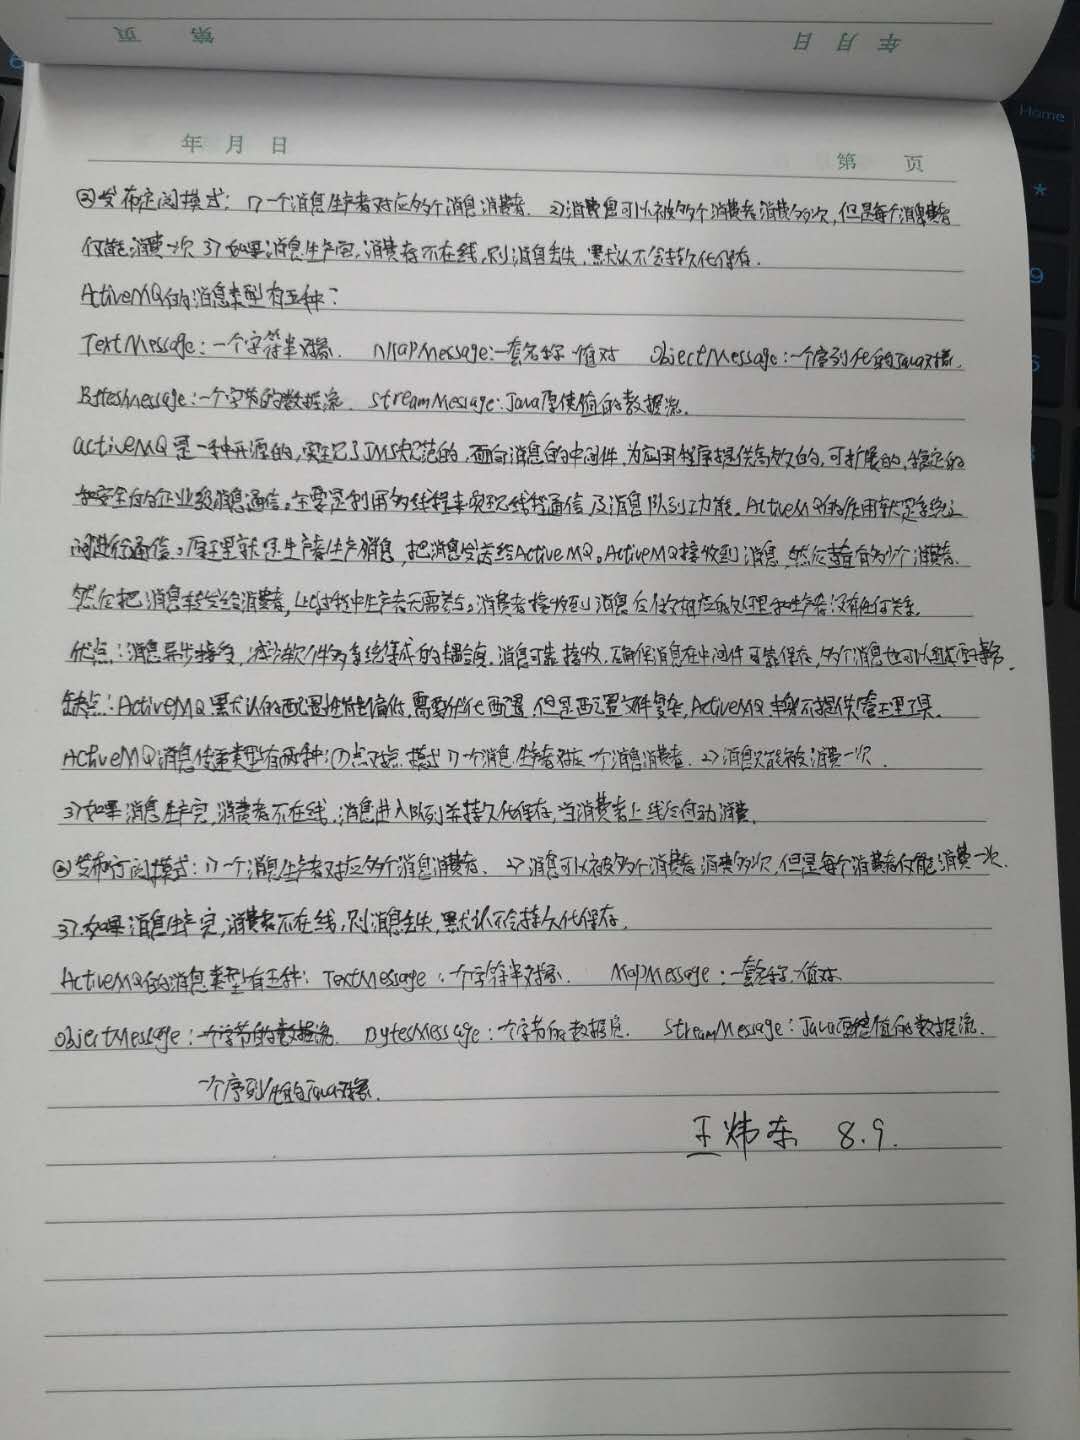 年 月 日
第 页
年 月 日
第 页
Home
②发布定阅模式：1)一个消息生产者对应多个消息消费者. 2)消费息可以被多个消费者消费多次，但是每个消息费者
仅能消费一次 3)如果消息生产完，消费者不在线，则消息丢失，默认不会持久化保存.
ActiveMQ的消息类型有五种：
TextMessage：一个字符串对象. MapMessage：一套名称-值对 ObjectMessage：一个序列化的Java对象.
BytesMessage：一个字节的数据流. StreamMessage：Java原使值的数据流.
activeMQ是一种开源的，实现了JMS规范的，面向消息的中间件，为应用程序提供高效的，可扩展的，稳定的
和安全的企业级消息通信。主要是利用多线程来实现线程通信及消息队列功能。ActiveMQ的作用就是系统之
间进行通信。原理就是生产者生产消息，把消息发送给ActiveMQ。ActiveMQ接收到消息，然后查看有多少个消费者.
然后把消息转发给消费者，此过程中生产者无需参与。消费者接收到消息后做相应的处理和生产者没有任何关系.
优点：消息异步接受，减少软件多系统集成的耦合度，消息可靠接收，确保消息在中间件可靠保存，多个消息也可以组成原子事务.
缺点：ActiveMQ默认的配置性能偏低，需要优化配置，但是配置文件复杂，ActiveMQ本身不提供管理工具.
ActiveMQ消息传递类型有两种：①点对点模式 1)一个消息生产者对应一个消息消费者. 2)消息只能被消费一次.
3)如果消息生产完，消费者不在线，消息进入队列并持久化保存，当消费者上线后付动消费.
②发布订阅模式：1)一个消息生产者对应多个消息消费者. 2)消息可以被多个消费者消费多次，但是每个消费者仅能消费一次.
3)如果消息生产完，消费者不在线，则消息丢失，默认不会持久化保存.
ActiveMQ的消息类型有五种：TextMessage：一个字符串对象. MapMessage：一套名称-值对.
ObjectMessage：一个字节的数据流. BytesMessage：一个字节的数据息. StreamMessage：Java原始值的数据流.
一个序列化的Java对象.
王炜东 8.9.